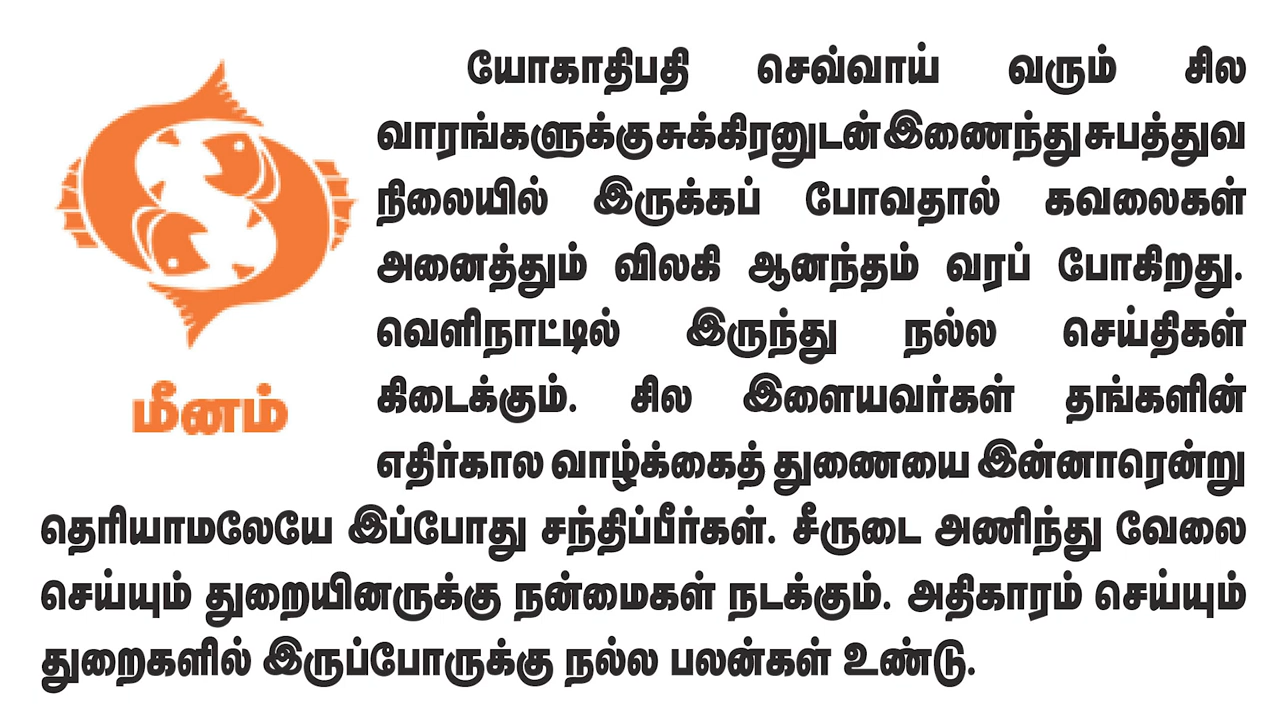 யோகாதிபதி செவ்வாய் வரும் சில
வாரங்களுக்கு சுக்கிரனுடன் இணைந்து சுபத்துவ
நிலையில் இருக்கப் போவதால் கவலைகள்
அனைத்தும் விலகி ஆனந்தம் வரப் போகிறது.
வெளிநாட்டில் இருந்து நல்ல செய்திகள்
கிடைக்கும். சில இளையவர்கள் தங்களின்
எதிர்கால வாழ்க்கைத் துணையை இன்னாரென்று
தெரியாமலேயே இப்போது சந்திப்பீர்கள். சீருடை அணிந்து வேலை
செய்யும் துறையினருக்கு நன்மைகள் நடக்கும். அதிகாரம் செய்யும்
துறைகளில் இருப்போருக்கு நல்ல பலன்கள் உண்டு.
மீனம்